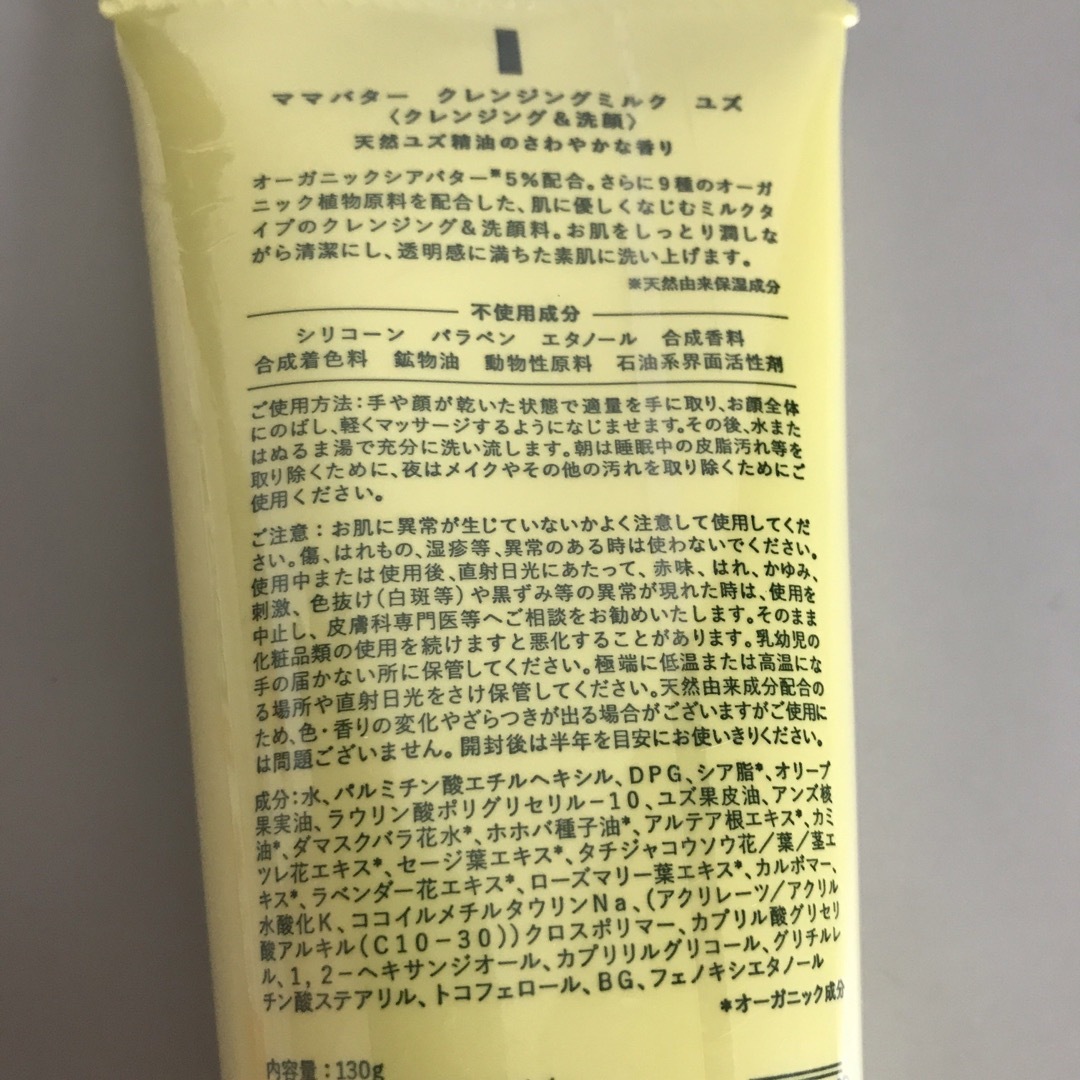 ママバター クレンジングミルク ユズ
〈クレンジング&洗顔〉
天然ユズ精油のさわやかな香り
オーガニックシアバター※5%配合。さらに9種のオーガ
ニック植物原料を配合した、肌に優しくなじむミルクタ
イプのクレンジング&洗顔料。お肌をしっとり潤しな
がら清潔にし、透明感に満ちた素肌に洗い上げます。
※天然由来保湿成分
不使用成分
シリコーン パラベン エタノール 合成香料
合成着色料 鉱物油 動物性原料 石油系界面活性剤
ご使用方法:手や顔が乾いた状態で適量を手に取り、お顔全体
にのばし、軽くマッサージするようになじませます。その後、水また
はぬるま湯で充分に洗い流します。朝は睡眠中の皮脂汚れ等を
取り除くために、夜はメイクやその他の汚れを取り除くためにご
使用ください。
ご注意:お肌に異常が生じていないかよく注意して使用してくだ
さい。傷、はれもの、湿疹等、異常のある時は使わないでください。
使用中または使用後、直射日光にあたって、赤味、はれ、かゆみ、
刺激、色抜け(白斑等)や黒ずみ等の異常が現れた時は、使用を
中止し、皮膚科専門医等へご相談をお勧めいたします。そのまま
化粧品類の使用を続けますと悪化することがあります。乳幼児の
手の届かない所に保管してください。極端に低温または高温にな
る場所や直射日光をさけ保管してください。天然由来成分配合の
ため、色・香りの変化やざらつきが出る場合がございますがご使用に
は問題ございません。開封後は半年を目安にお使いきりください。
成分:水、パルミチン酸エチルヘキシル、DPG、シア脂*、オリーブ
果実油、ラウリン酸ポリグリセリル-10、ユズ果皮油、アンズ核
油*、ダマスクバラ花水*、ホホバ種子油*、アルテア根エキス*、カミ
ツレ花エキス*、セージ葉エキス*、タチジャコウソウ花/葉/茎エ
キス*、ラベンダー花エキス*、ローズマリー葉エキス*、カルボマー、
水酸化K、ココイルメチルタウリンNa、(アクリレーツ/アクリル
酸アルキル(C10-30))クロスポリマー、カプリル酸グリセリ
ル、1,2-ヘキサンジオール、カプリリルグリコール、グリチルレ
チン酸ステアリル、トコフェロール、BG、フェノキシエタノール
*オーガニック成分
内容量:130g